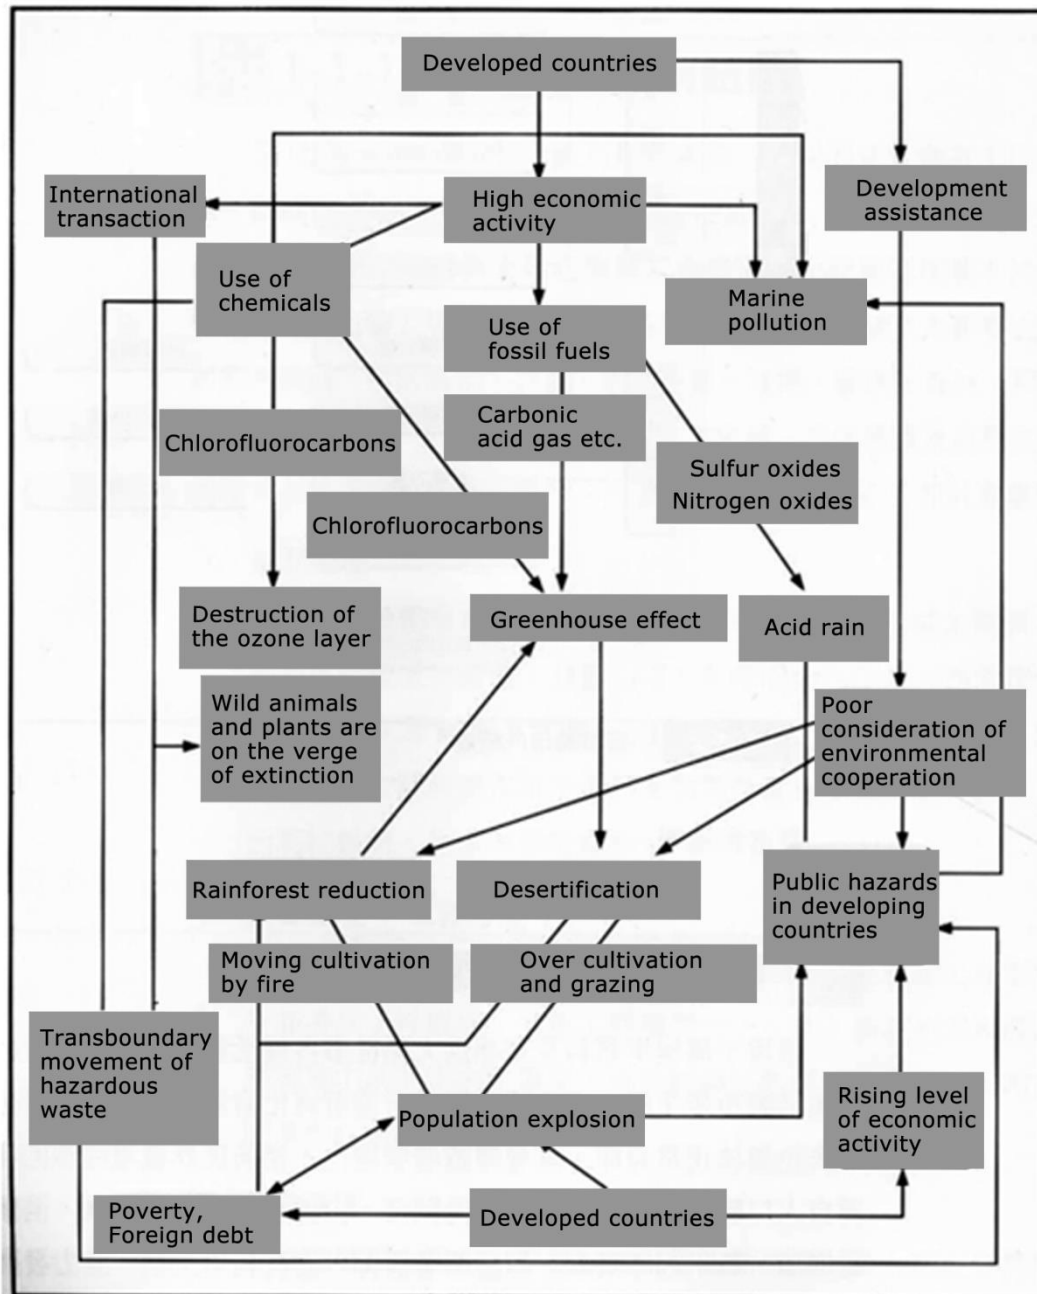 Developed countries
International
transaction
High economic
activity
Development
assistance
Use of
chemicals
Use of
fossil fuels
Marine
pollution
Chlorofluorocarbons
Carbonic
acid gas etc.
Sulfur oxides
Nitrogen oxides
Chlorofluorocarbons
Destruction of
the ozone layer
Greenhouse effect
Acid rain
Wild animals
and plants are
on the verge
of extinction
Poor
consideration of
environmental
cooperation
Rainforest reduction
Desertification
Public hazards
in developing
countries
Moving cultivation
by fire
Over cultivation
and grazing
Transboundary
movement of
hazardous
waste
Population explosion
Rising level
of economic
activity
Poverty,
Foreign debt
Developed countries